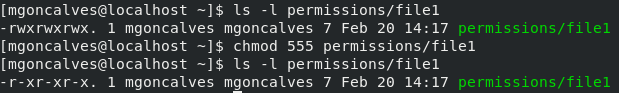 [mgoncalves@localhost ~]$ ls -l permissions/file1
-rwxrwxrwx. 1 mgoncalves mgoncalves 7 Feb 20 14:17 permissions/file1
[mgoncalves@localhost ~]$ chmod 555 permissions/file1
[mgoncalves@localhost ~]$ ls -l permissions/file1
-r-xr-xr-x. 1 mgoncalves mgoncalves 7 Feb 20 14:17 permissions/file1